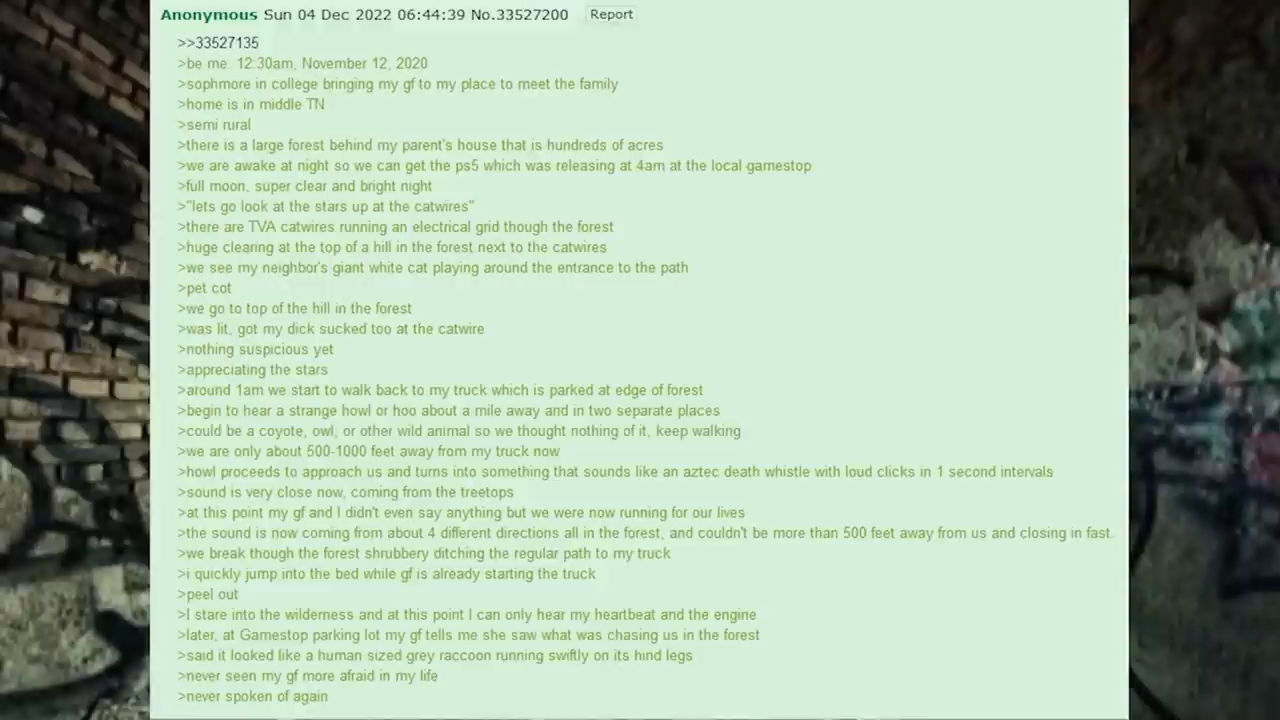 Anonymous Sun 04 Dec 2022 06:44:39 No.33527200 Report
>>33527135
>be me. 12:30am, November 12, 2020
>sophmore in college bringing my gf to my place to meet the family
>home is in middle TN
>semi rural
>there is a large forest behind my parent's house that is hundreds of acres
>we are awake at night so we can get the ps5 which was releasing at 4am at the local gamestop
>full moon, super clear and bright night
>"lets go look at the stars up at the catwires"
>there are TVA catwires running an electrical grid though the forest
>huge clearing at the top of a hill in the forest next to the catwires
>we see my neighbor's giant white cat playing around the entrance to the path
>pet cot
>we go to top of the hill in the forest
>was lit, got my dick sucked too at the catwire
>nothing suspicious yet
>appreciating the stars
>around 1am we start to walk back to my truck which is parked at edge of forest
>begin to hear a strange howl or hoo about a mile away and in two separate places
>could be a coyote, owl, or other wild animal so we thought nothing of it, keep walking
>we are only about 500-1000 feet away from my truck now
>howl proceeds to approach us and turns into something that sounds like an aztec death whistle with loud clicks in 1 second intervals
>sound is very close now, coming from the treetops
>at this point my gf and I didn't even say anything but we were now running for our lives
>the sound is now coming from about 4 different directions all in the forest, and couldn't be more than 500 feet away from us and closing in fast.
>we break though the forest shrubbery ditching the regular path to my truck
>i quickly jump into the bed while gf is already starting the truck
>peel out
>I stare into the wilderness and at this point I can only hear my heartbeat and the engine
>later, at Gamestop parking lot my gf tells me she saw what was chasing us in the forest
>said it looked like a human sized grey raccoon running swiftly on its hind legs
>never seen my gf more afraid in my life
>never spoken of again